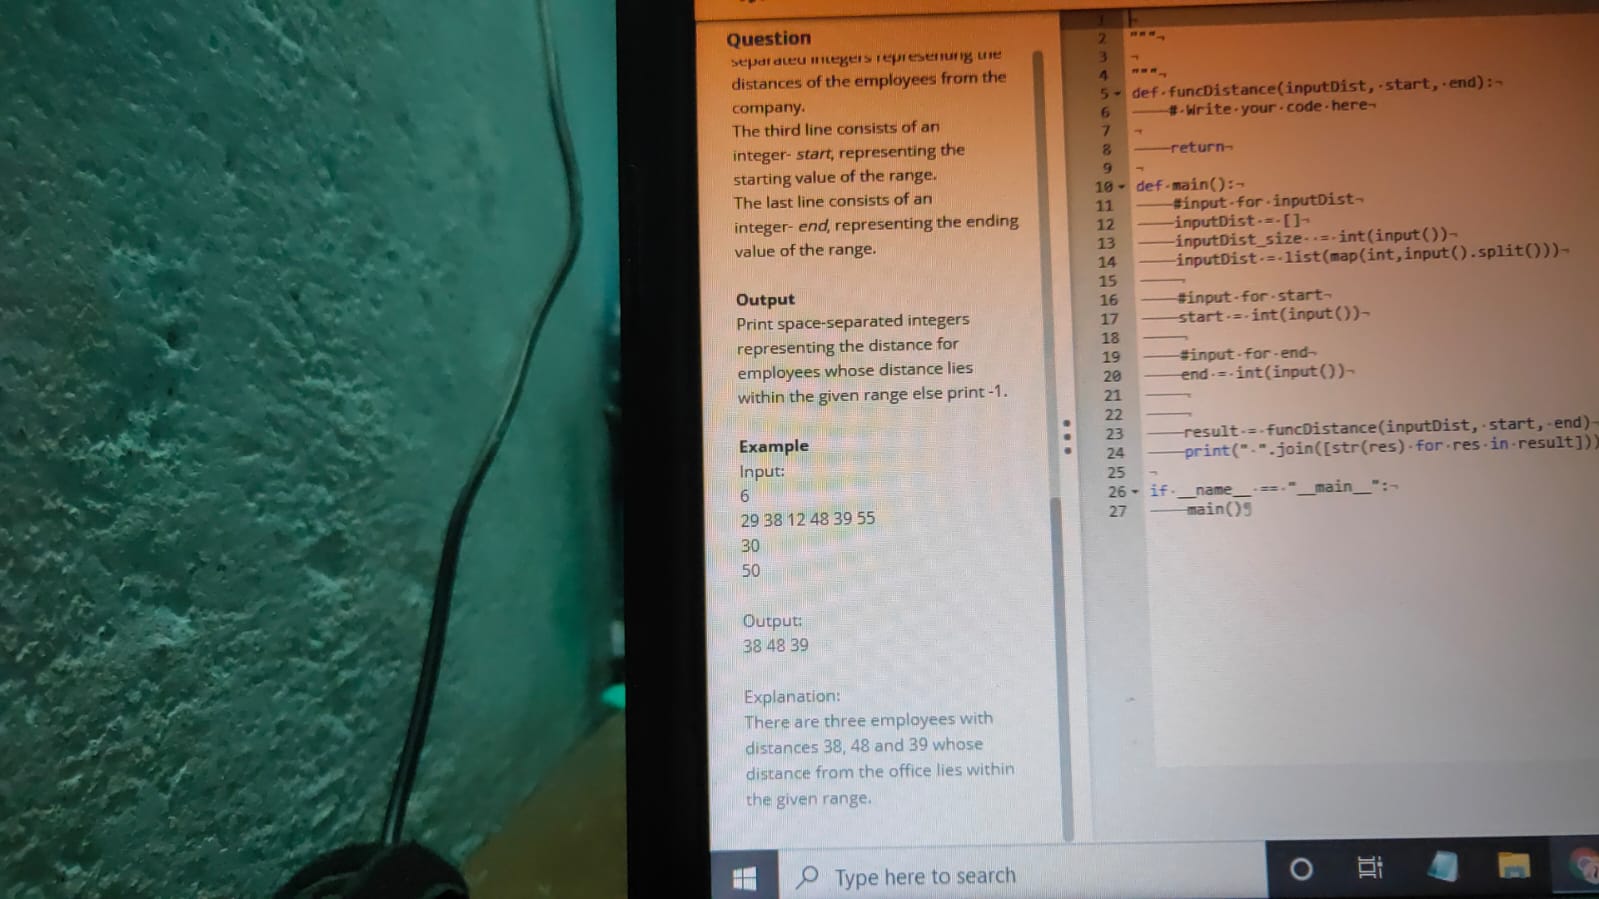 Question
separated integers representing the
distances of the employees from the
company.
The third line consists of an
integer- start, representing the
starting value of the range.
The last line consists of an
integer- end, representing the ending
value of the range.
Output
Print space-separated integers
representing the distance for
employees whose distance lies
within the given range else print -1.
Example
Input:
6
29 38 12 48 39 55
30
50
Output:
38 48 39
Explanation:
There are three employees with
distances 38, 48 and 39 whose
distance from the office lies within
the given range.
1
2 """
3
4 """
5 def funcDistance(inputDist, start, end):
6 # Write your code here
7
8 return
9
10 def main():
11 #input for inputDist
12 inputDist = []
13 inputDist_size = int(input())
14 inputDist = list(map(int,input().split()))
15
16 #input for start
17 start = int(input())
18
19 #input for end
20 end = int(input())
21
22
23 result = funcDistance(inputDist, start, end)
24 print(" ".join([str(res) for res in result]))
25
26 if __name__ == "__main__":
27 main()
Type here to search